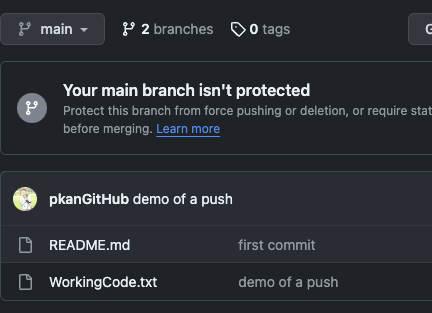 main
2 branches
0 tags
G
Your main branch isn't protected
Protect this branch from force pushing or deletion, or require stat
before merging. Learn more
pkanGitHub demo of a push
README.md first commit
WorkingCode.txt demo of a push